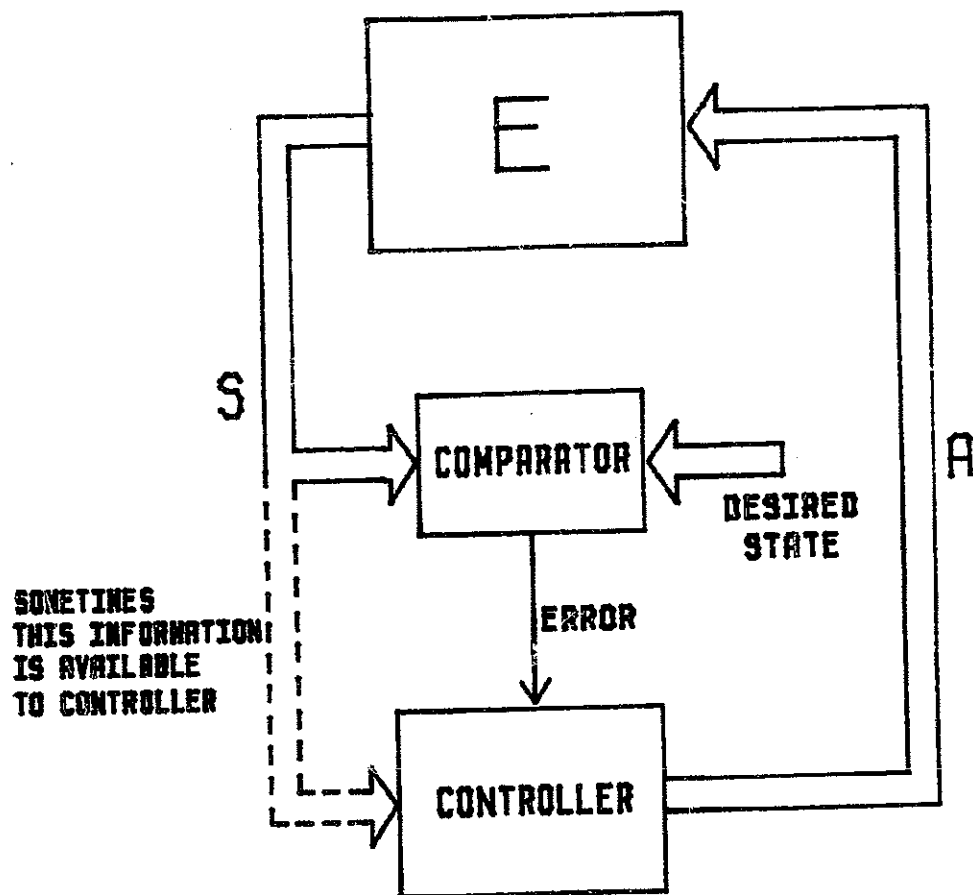 E
S
COMPARATOR
A
DESIRED
STATE
SOMETIMES
THIS INFORMATION
IS AVAILABLE
TO CONTROLLER
ERROR
CONTROLLER